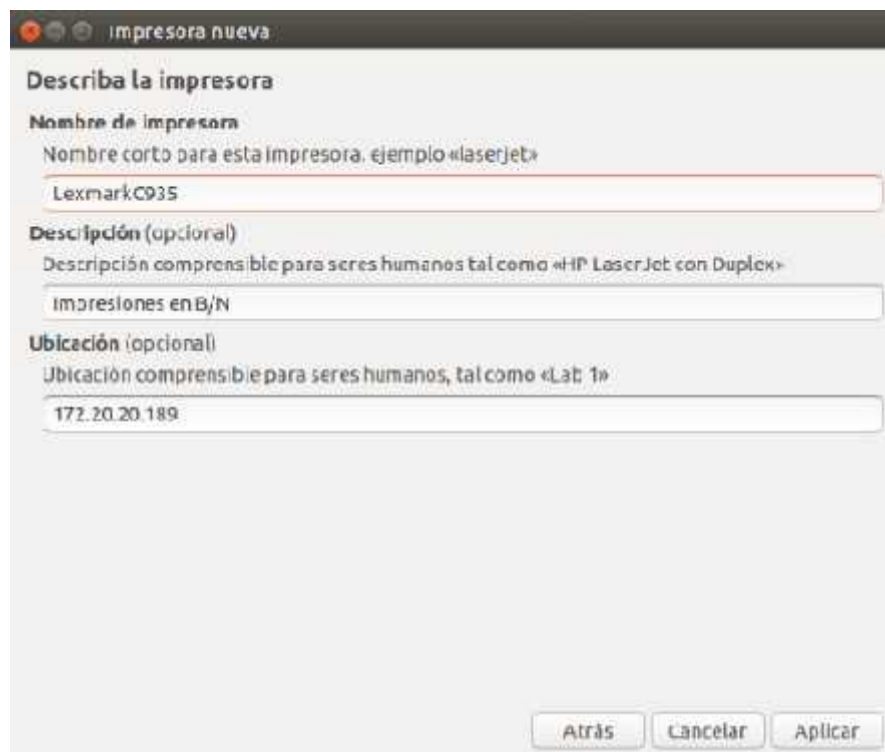 Impresora nueva
Describa la impresora
Nombre de impresora
Nombre corto para esta impresora. ejemplo «laserjet»
LexmarkC935
Descripción (opcional)
Descripción comprensible para seres humanos tal como «HP LaserJet con Duplex»
Impresiones en B/N
Ubicación (opcional)
Ubicación comprensible para seres humanos, tal como «Lab 1»
172.20.20.189
Atrás Cancelar Aplicar